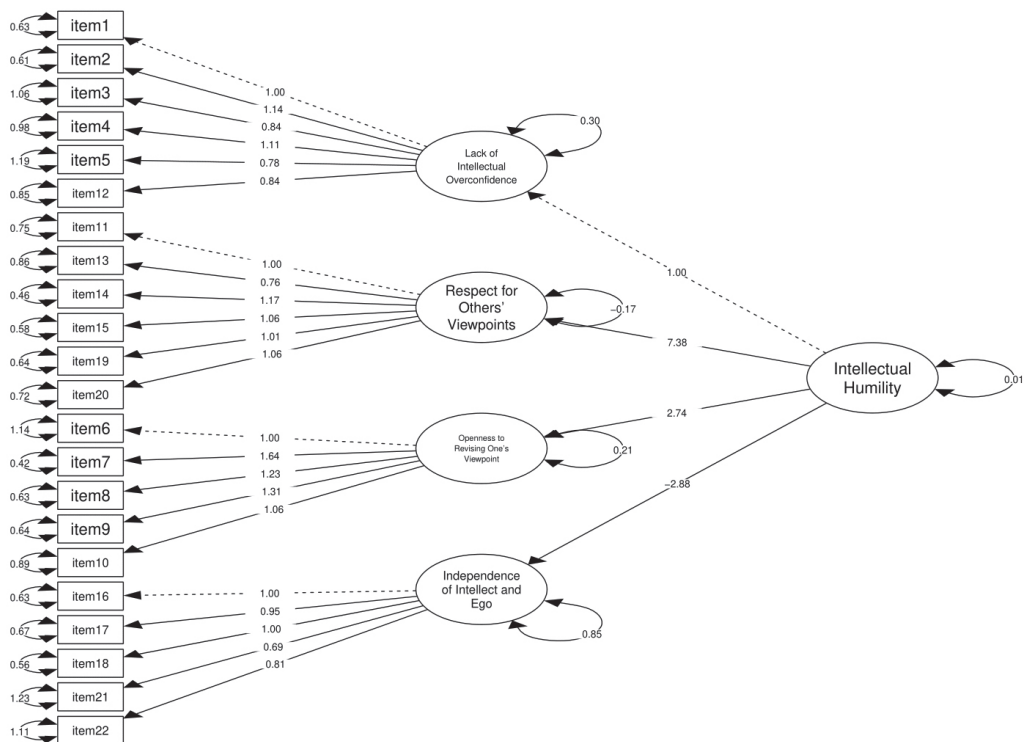 0.63
item1
0.61
item2
1.06
item3
0.98
item4
1.19
item5
0.85
item12
0.75
item11
0.86
item13
0.46
item14
0.58
item15
0.64
item19
0.72
item20
1.14
item6
0.42
item7
0.63
item8
0.64
item9
0.89
item10
0.63
item16
0.67
item17
0.56
item18
1.23
item21
1.11
item22
1.00
1.14
0.84
1.11
0.78
0.84
1.00
0.76
1.17
1.06
1.01
1.06
1.00
1.64
1.23
1.31
1.06
1.00
0.95
1.00
0.69
0.81
Lack of
Intellectual
Overconfidence
0.30
Respect for
Others'
Viewpoints
−0.17
Openness to
Revising One's
Viewpoint
0.21
Independence
of Intellect and
Ego
0.85
1.00
7.38
2.74
−2.88
Intellectual
Humility
0.01